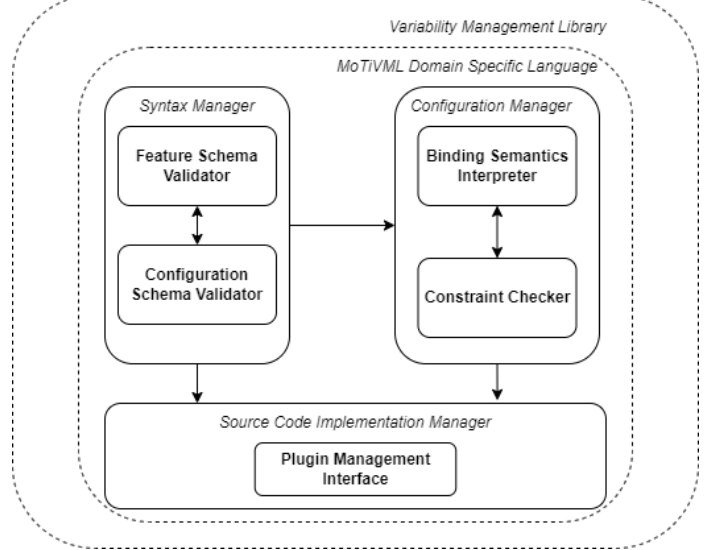 Variability Management Library
MoTiVML Domain Specific Language
Syntax Manager
Feature Schema
Validator
Configuration
Schema Validator
Configuration Manager
Binding Semantics
Interpreter
Constraint Checker
Source Code Implementation Manager
Plugin Management
Interface